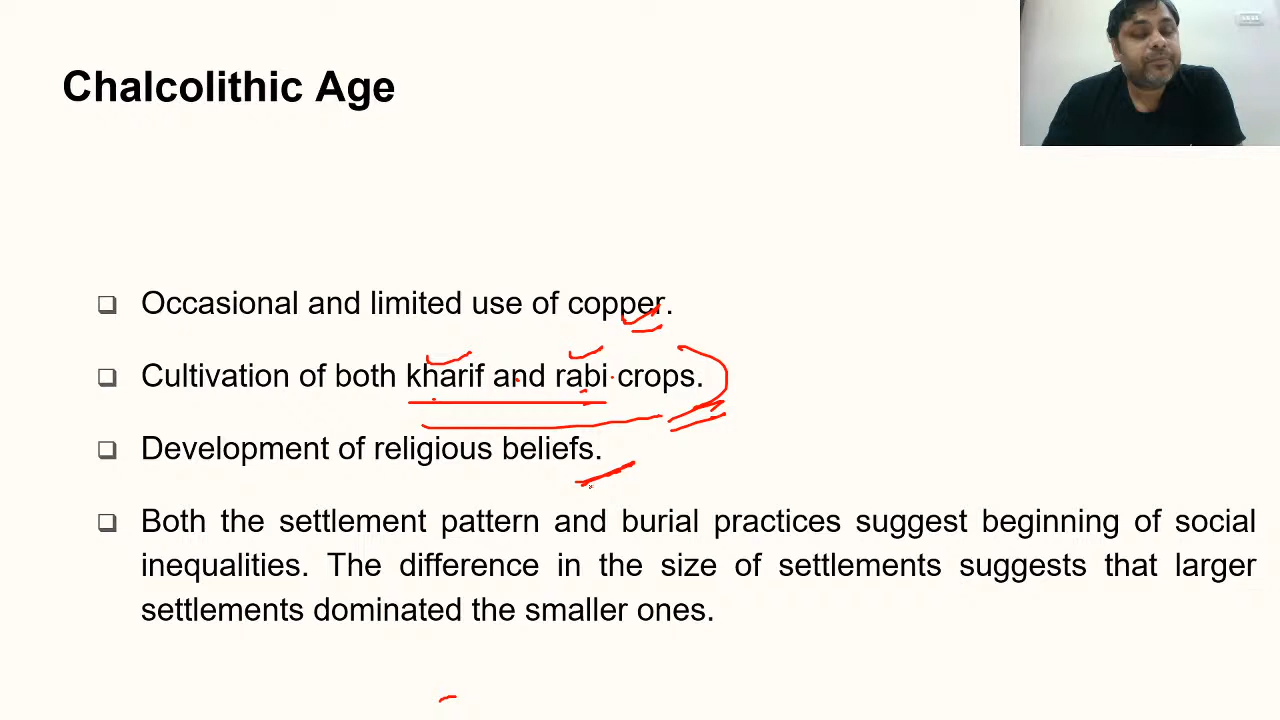 Chalcolithic Age
❑ Occasional and limited use of copper.
❑ Cultivation of both kharif and rabi crops.
❑ Development of religious beliefs.
❑ Both the settlement pattern and burial practices suggest beginning of social
inequalities. The difference in the size of settlements suggests that larger
settlements dominated the smaller ones.